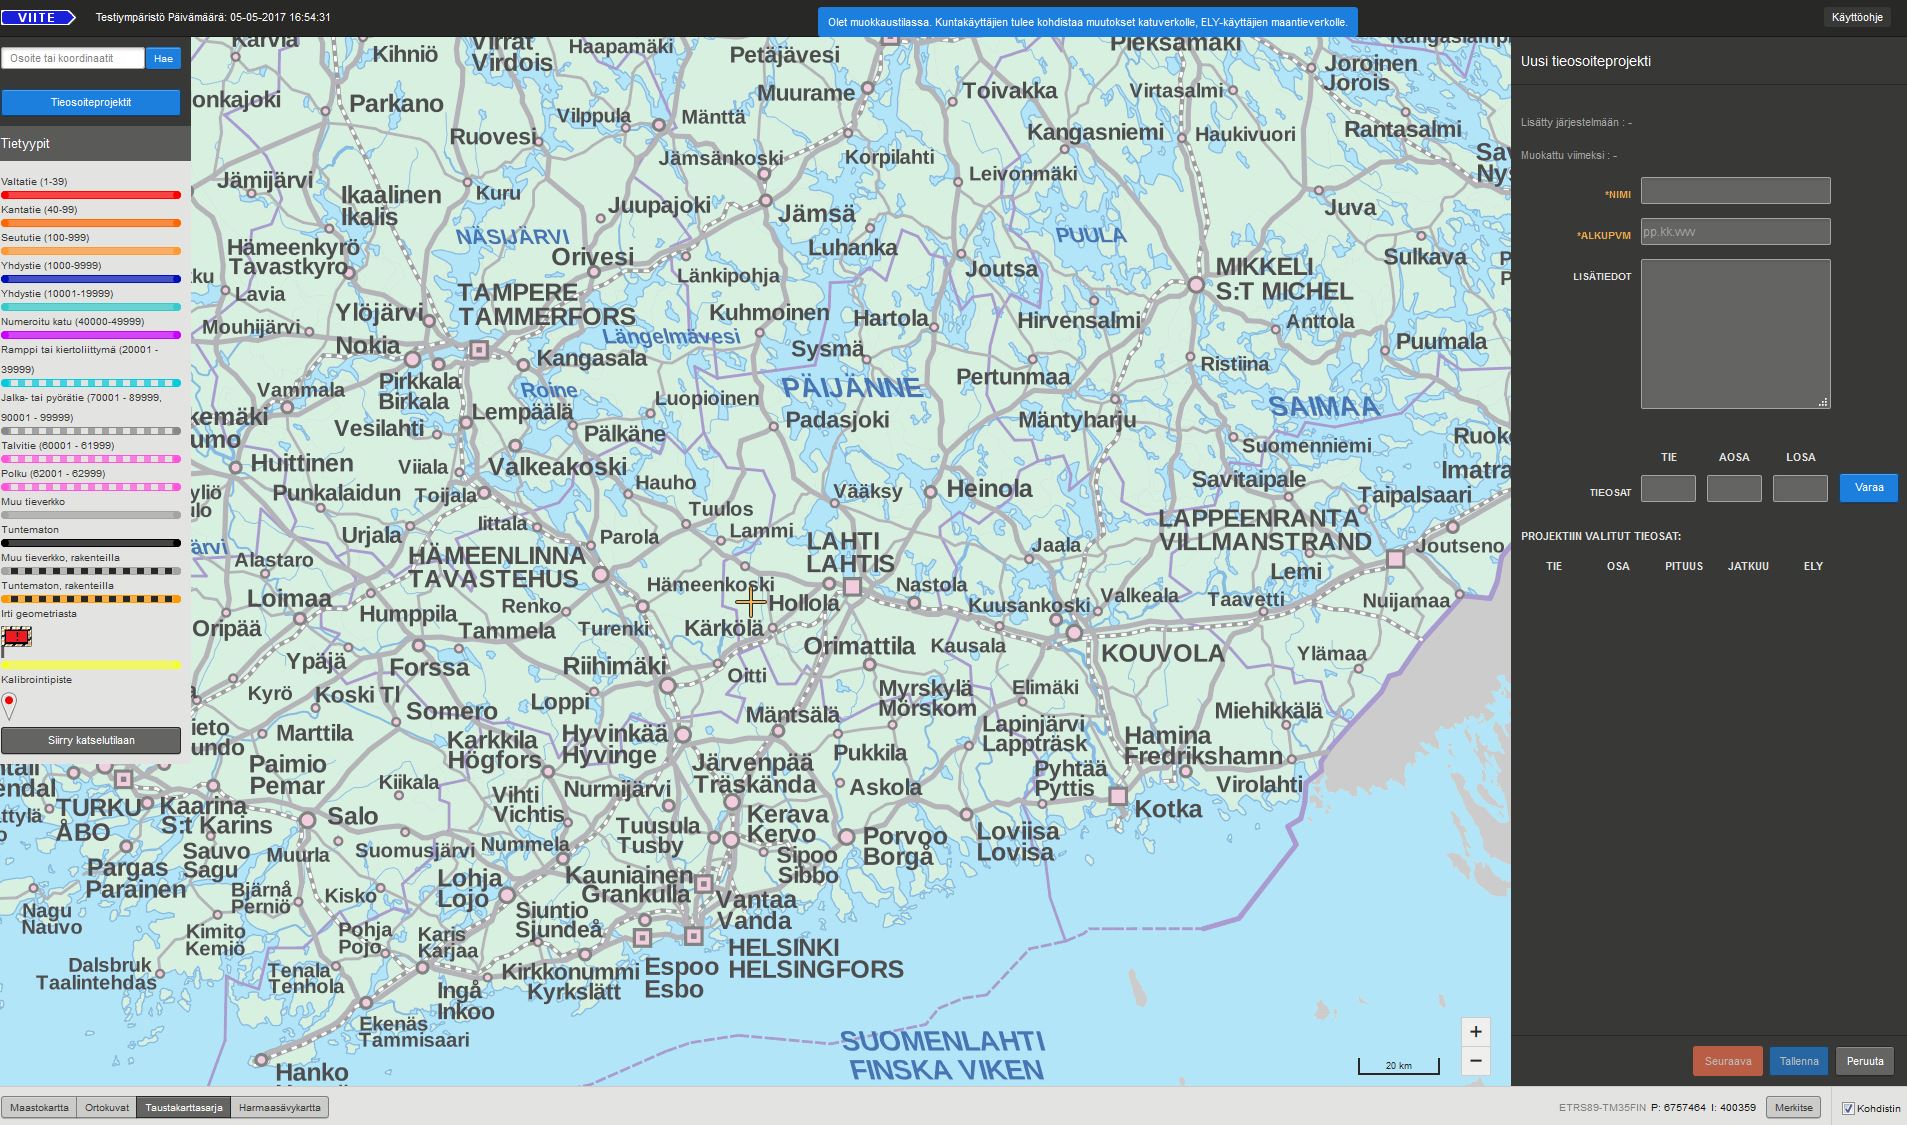 VIITE
Testiympäristö Päivämäärä: 05-05-2017 16:54:31
Olet muokkaustilassa. Kuntakäyttäjien tulee kohdistaa muutokset katuverkolle, ELY-käyttäjien maantieverkolle.
Käyttöohje
Osoite tai koordinaatit
Hae
Tieosoiteprojektit
Tietyypit
Valtatie (1-39)
Kantatie (40-99)
Seututie (100-999)
Yhdystie (1000-9999)
Yhdystie (10001-19999)
Numeroitu katu (40000-49999)
Ramppi tai kiertoliittymä (20001 -
39999)
Jalka- tai pyörätie (70001 - 89999,
90001 - 99999)
Talvitie (60001 - 61999)
Polku (62001 - 62999)
Muu tieverkko
Tuntematon
Muu tieverkko, rakenteilla
Tuntematon, rakenteilla
Irti geometriasta
Kalibrointipiste
Siirry katselutilaan
Karvia
Kihniö
Virrat
Virdois
Haapamäki
Petäjävesi
Pieksämäki
Joroinen
Jorois
onkajoki
Parkano
Vilppula
Mänttä
Muurame
Toivakka
Virtasalmi
Ruovesi
Kangasniemi
Haukivuori
Rantasalmi
Jämsänkoski
Korpilahti
Leivonmäki
Jämijärvi
Ikaalinen
Ikalis
Kuru
Juupajoki
Jämsä
Juva
NÄSIJÄRVI
Luhanka
PUULA
Hämeenkyrö
Tavastkyro
Orivesi
Länkipohja
Joutsa
MIKKELI
S:T MICHEL
Sulkava
Lavia
TAMPERE
TAMMERFORS
Ylöjärvi
Kuhmoinen
Hartola
Hirvensalmi
Anttola
Mouhijärvi
Nokia
Längelmävesi
Kangasala
Sysmä
Ristiina
Puumala
Vammala
Pirkkala
Birkala
Roine
Luopioinen
PÄIJÄNNE
Pertunmaa
Lempäälä
Padasjoki
Mäntyharju
SAIMAA
Vesilahti
Pälkäne
Suomenniemi
Huittinen
Viiala
Valkeakoski
Hauho
Vääksy
Heinola
Savitaipale
Imatra
Punkalaidun
Toijala
Taipalsaari
Tuulos
Urjala
Iittala
Lammi
LAPPEENRANTA
VILLMANSTRAND
Parola
LAHTI
LAHTIS
Jaala
Joutseno
Alastaro
HÄMEENLINNA
TAVASTEHUS
Hämeenkoski
Nastola
Lemi
Loimaa
Humppila
Renko
Hollola
Kuusankoski
Valkeala
Taavetti
Nuijamaa
Oripää
Tammela
Turenki
Kärkölä
Orimattila
Kausala
KOUVOLA
Ylämaa
Ypäjä
Forssa
Riihimäki
Oitti
Kyrö
Koski Tl
Loppi
Myrskylä
Mörskom
Elimäki
Somero
Mäntsälä
Lapinjärvi
Lappträsk
Miehikkälä
Marttila
Karkkila
Högfors
Hyvinkää
Hyvinge
Pukkila
Hamina
Fredrikshamn
Paimio
Pemar
Kiikala
Järvenpää
Träskända
Askola
Pyhtää
Pyttis
Virolahti
Vihti
Vichtis
Nurmijärvi
TURKU
ÅBO
Kaarina
S:t Karins
Salo
Kerava
Kervo
Kotka
Tuusula
Tusby
Porvoo
Borgå
Loviisa
Lovisa
Pargas
Parainen
Sauvo
Sagu
Muurla
Suomusjärvi
Nummela
Sipoo
Sibbo
Bjärnå
Perniö
Kisko
Lohja
Lojo
Kauniainen
Grankulla
Vantaa
Vanda
Nagu
Nauvo
Kimito
Kemiö
Pohja
Pojo
Karis
Karjaa
Siuntio
Sjundeå
HELSINKI
HELSINGFORS
Dalsbruk
Taalintehdas
Tenala
Tenhola
Kirkkonummi
Kyrkslätt
Espoo
Esbo
Ingå
Inkoo
Ekenäs
Tammisaari
SUOMENLAHTI
FINSKA VIKEN
Hanko
20 km
+
−
Uusi tieosoiteprojekti
Lisätty järjestelmään : -
Muokattu viimeksi : -
*NIMI
*ALKUPVM
pp.kk.vvvv
LISÄTIEDOT
TIE AOSA LOSA
TIEOSAT
Varaa
PROJEKTIIN VALITUT TIEOSAT:
TIE OSA PITUUS JATKUU ELY
Seuraava
Tallenna
Peruuta
Maastokartta
Ortokuvat
Taustakarttasarja
Harmaasävykartta
ETRS89-TM35FIN P: 6757464 I: 400359
Merkitse
Kohdistin